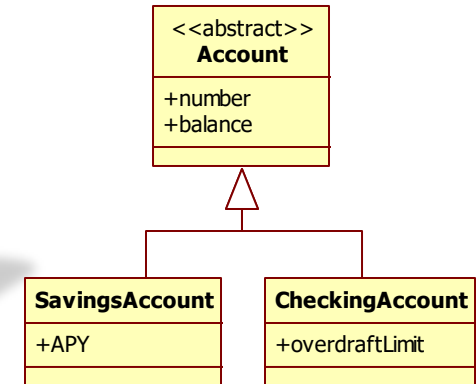 <<abstract>>
Account
+number
+balance
SavingsAccount
+APY
CheckingAccount
+overdraftLimit